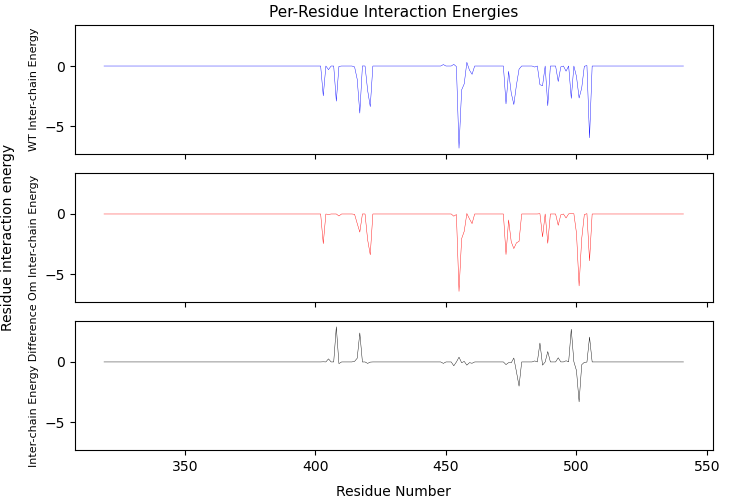 Per-Residue Interaction Energies
Residue interaction energy
WT Inter-chain Energy
0
−5
Om Inter-chain Energy
0
−5
Inter-chain Energy Difference
0
−5
350
400
450
500
550
Residue Number